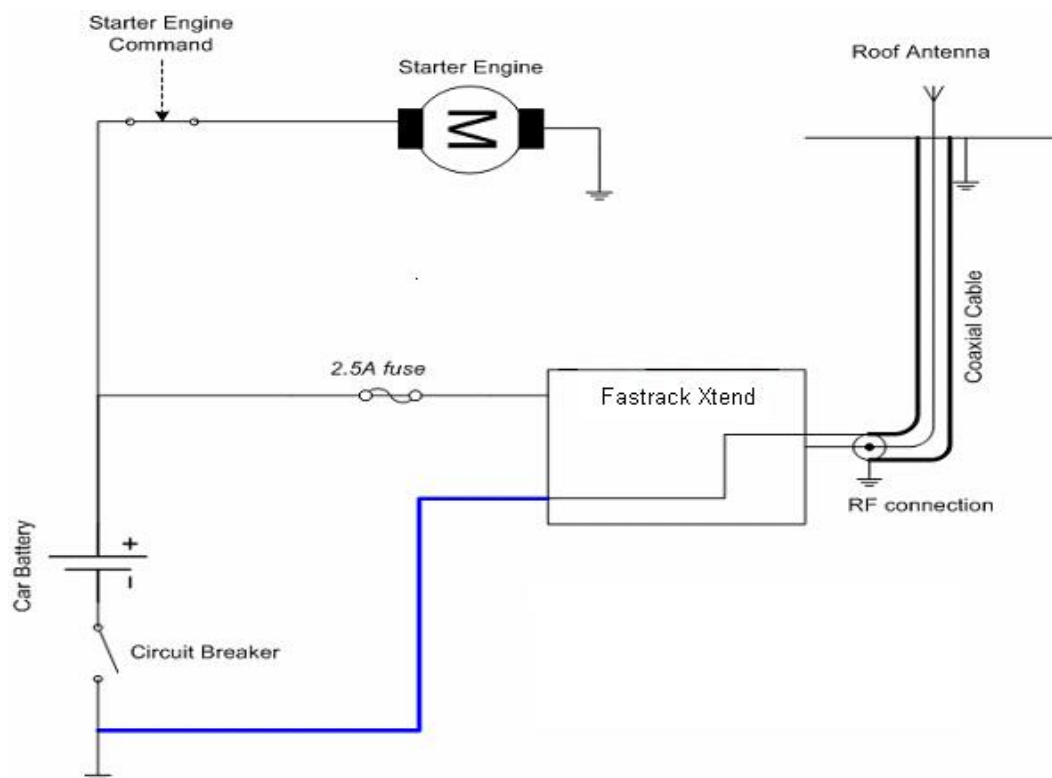 Starter Engine
Command
Starter Engine
Roof Antenna
M
Coaxial Cable
2.5A fuse
Fastrack Xtend
RF connection
Car Battery
+
–
Circuit Breaker